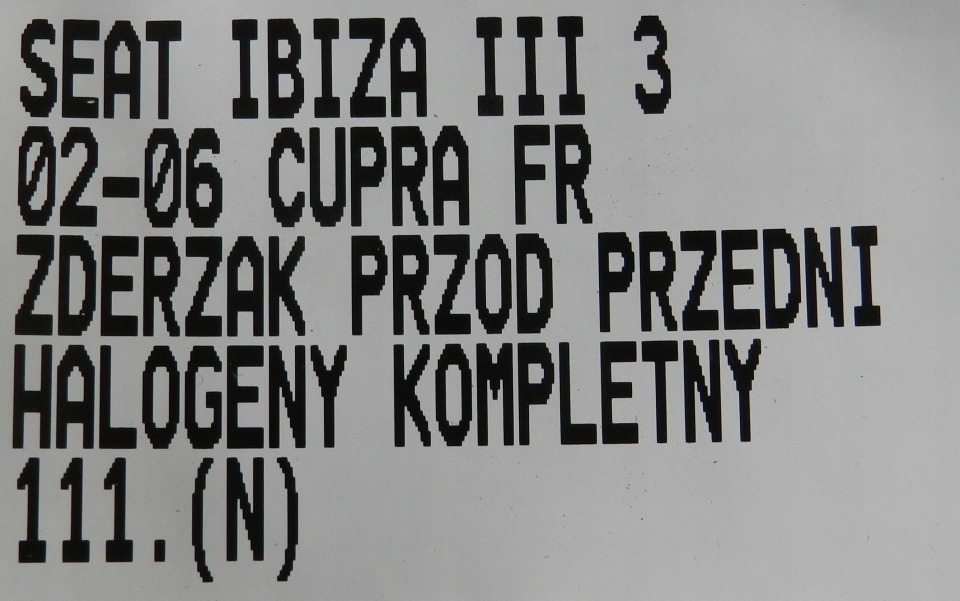 SEAT IBIZA III 3
02-06 CUPRA FR
ZDERZAK PRZOD PRZEDNI
HALOGENY KOMPLETNY
111.(N)